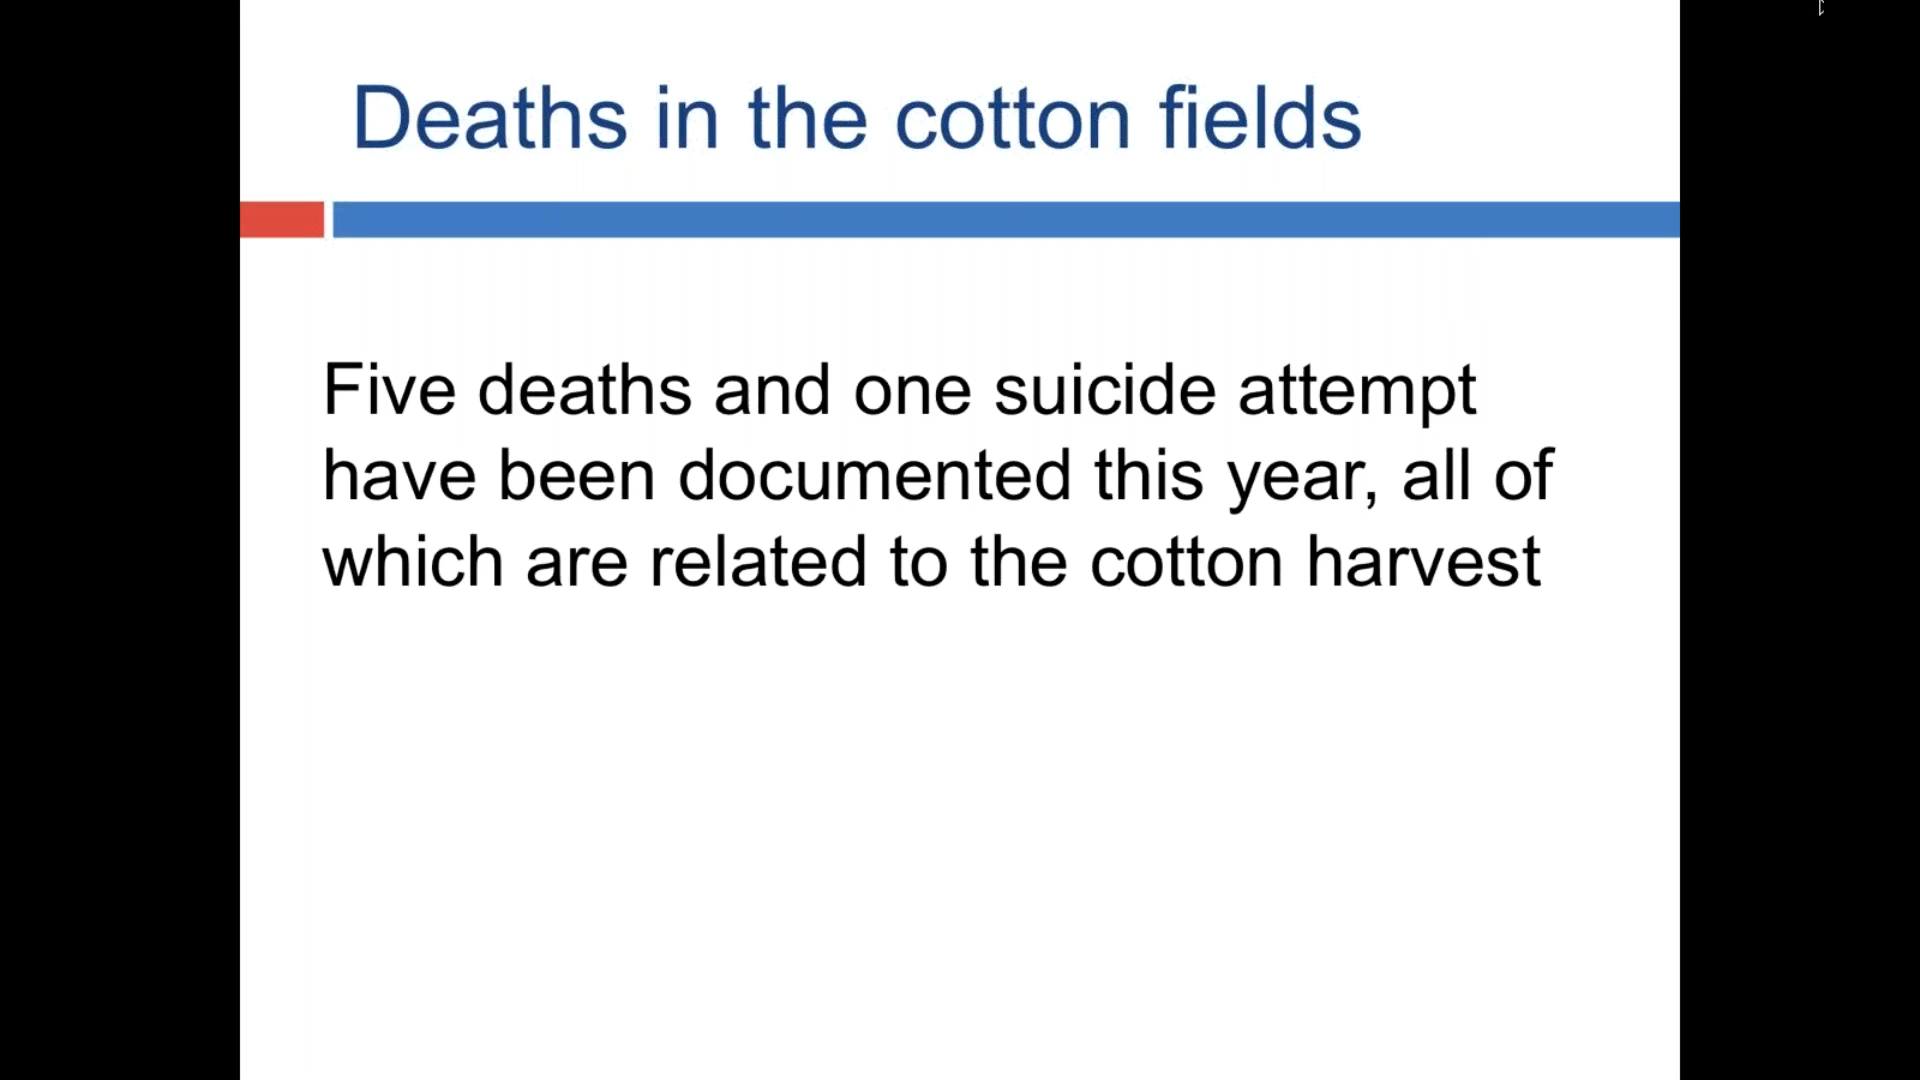 Deaths in the cotton fields
Five deaths and one suicide attempt
have been documented this year, all of
which are related to the cotton harvest